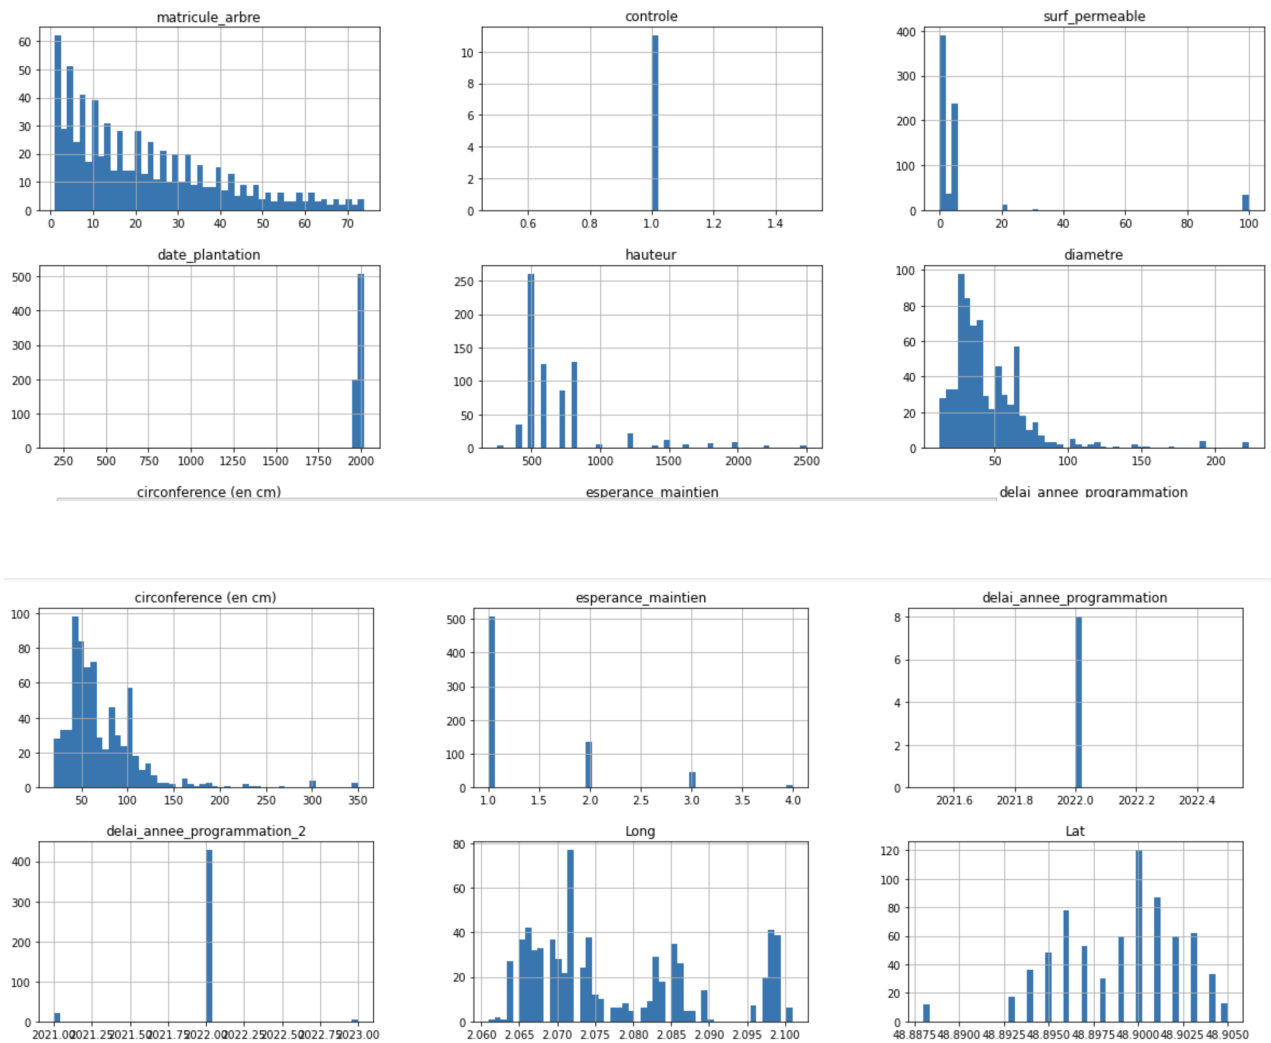 matricule_arbre controle surf_permeable
60 50 40 30 20 10 0
0 10 20 30 40 50 60 70
10 8 6 4 2 0
0.6 0.8 1.0 1.2 1.4
400 300 200 100 0
0 20 40 60 80 100
date_plantation hauteur diametre
500 400 300 200 100 0
250 500 750 1000 1250 1500 1750 2000
250 200 150 100 50 0
500 1000 1500 2000 2500
100 80 60 40 20 0
50 100 150 200
circonference (en cm) esperance_maintien delai_annee_programmation
circonference (en cm) esperance_maintien delai_annee_programmation
100 80 60 40 20 0
50 100 150 200 250 300 350
500 400 300 200 100 0
1.0 1.5 2.0 2.5 3.0 3.5 4.0
8 6 4 2 0
2021.6 2021.8 2022.0 2022.2 2022.4
delai_annee_programmation_2 Long Lat
400 300 200 100 0
2021.00 2021.25 2021.50 2021.75 2022.00 2022.25 2022.50 2022.75 2023.00
80 60 40 20 0
2.060 2.065 2.070 2.075 2.080 2.085 2.090 2.095 2.100
120 100 80 60 40 20 0
48.8875 48.8900 48.8925 48.8950 48.8975 48.9000 48.9025 48.9050